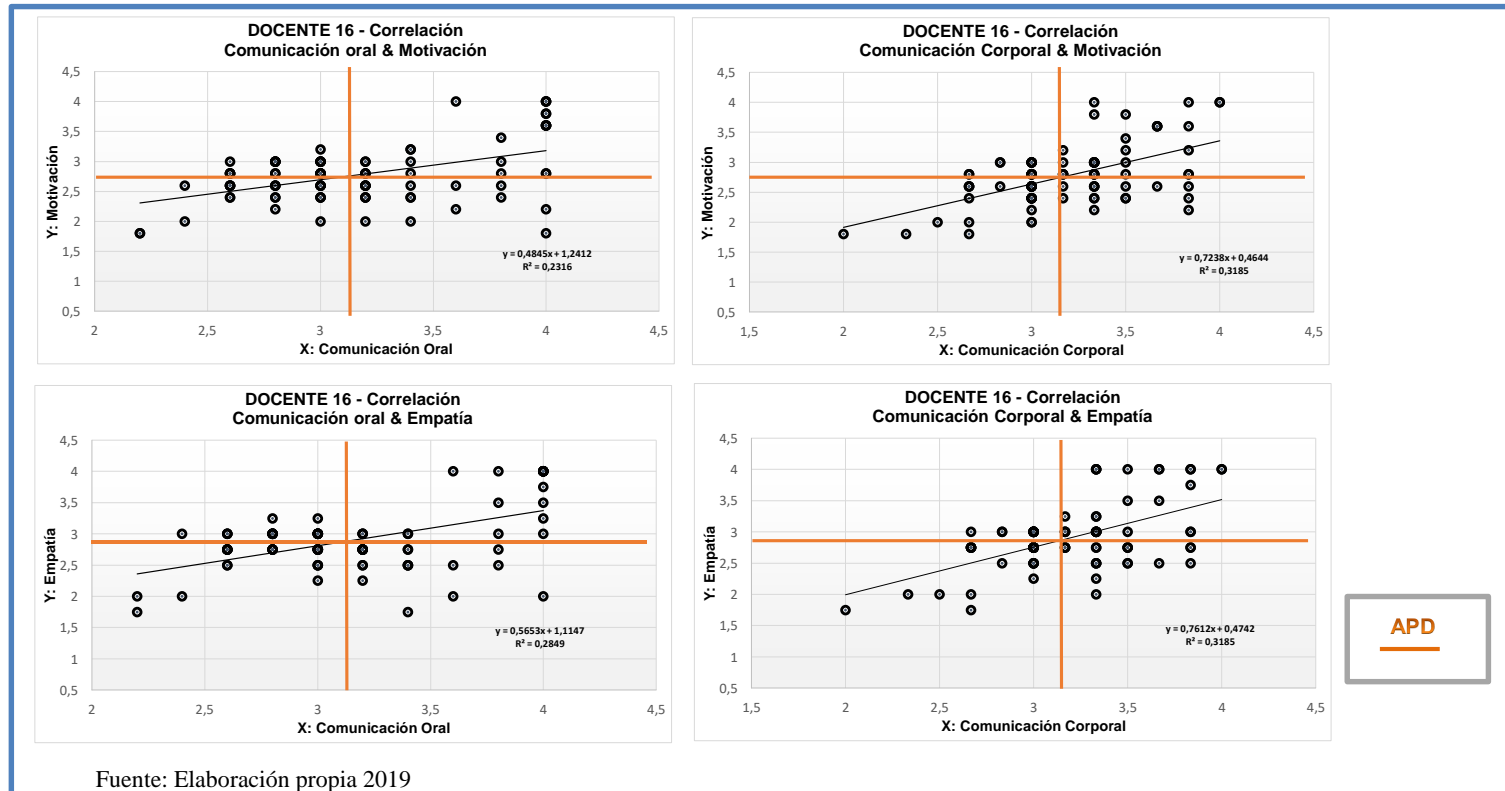 DOCENTE 16 - Correlación
Comunicación oral & Motivación
4,5
4
3,5
3
2,5
2
1,5
1
0,5
2
2,5
3
3,5
4
4,5
Y: Motivación
X: Comunicación Oral
y = 0,4845x + 1,2412
R² = 0,2316
DOCENTE 16 - Correlación
Comunicación Corporal & Motivación
4,5
4
3,5
3
2,5
2
1,5
1
0,5
1,5
2
2,5
3
3,5
4
4,5
Y: Motivación
X: Comunicación Corporal
y = 0,7238x + 0,4644
R² = 0,3185
DOCENTE 16 - Correlación
Comunicación oral & Empatía
4,5
4
3,5
3
2,5
2
1,5
1
0,5
2
2,5
3
3,5
4
4,5
Y: Empatía
X: Comunicación Oral
y = 0,5653x + 1,1147
R² = 0,2849
DOCENTE 16 - Correlación
Comunicación Corporal & Empatía
4,5
4
3,5
3
2,5
2
1,5
1
0,5
1,5
2
2,5
3
3,5
4
4,5
Y: Empatía
X: Comunicación Corporal
y = 0,7612x + 0,4742
R² = 0,3185
APD
Fuente: Elaboración propia 2019